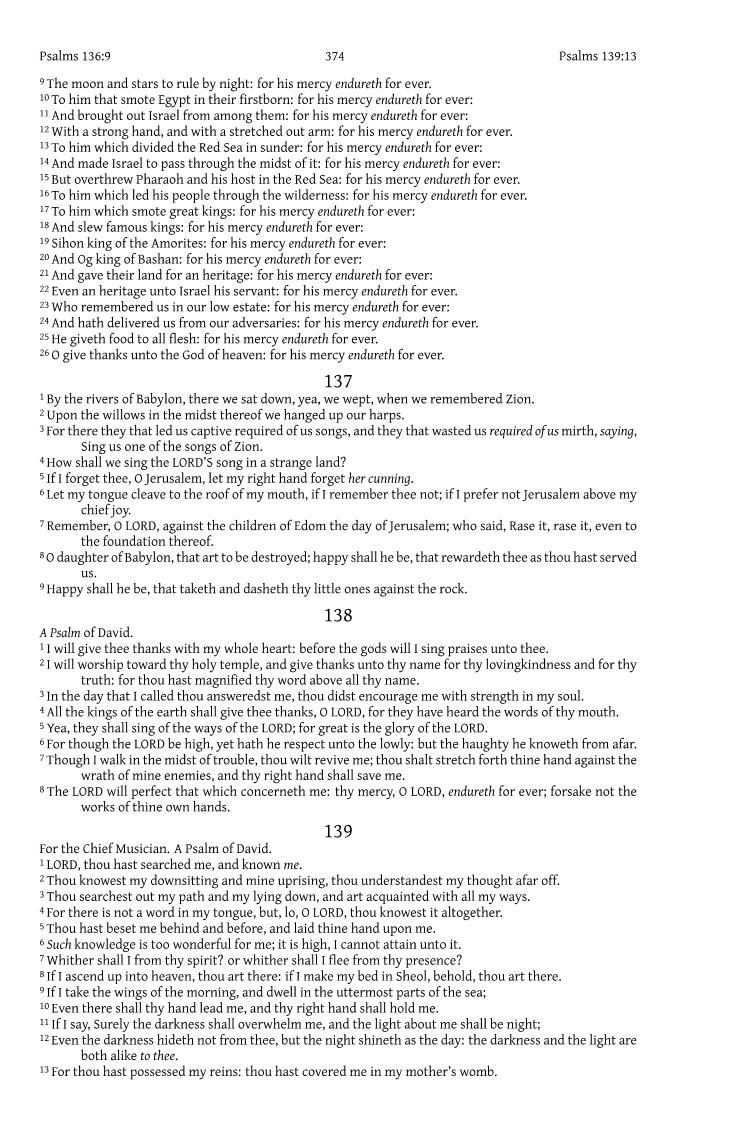 Psalms 136:9 374 Psalms 139:13
9 The moon and stars to rule by night: for his mercy endureth for ever.
10 To him that smote Egypt in their firstborn: for his mercy endureth for ever:
11 And brought out Israel from among them: for his mercy endureth for ever:
12 With a strong hand, and with a stretched out arm: for his mercy endureth for ever.
13 To him which divided the Red Sea in sunder: for his mercy endureth for ever:
14 And made Israel to pass through the midst of it: for his mercy endureth for ever:
15 But overthrew Pharaoh and his host in the Red Sea: for his mercy endureth for ever.
16 To him which led his people through the wilderness: for his mercy endureth for ever.
17 To him which smote great kings: for his mercy endureth for ever:
18 And slew famous kings: for his mercy endureth for ever:
19 Sihon king of the Amorites: for his mercy endureth for ever:
20 And Og king of Bashan: for his mercy endureth for ever:
21 And gave their land for an heritage: for his mercy endureth for ever:
22 Even an heritage unto Israel his servant: for his mercy endureth for ever.
23 Who remembered us in our low estate: for his mercy endureth for ever:
24 And hath delivered us from our adversaries: for his mercy endureth for ever.
25 He giveth food to all flesh: for his mercy endureth for ever.
26 O give thanks unto the God of heaven: for his mercy endureth for ever.
137
1 By the rivers of Babylon, there we sat down, yea, we wept, when we remembered Zion.
2 Upon the willows in the midst thereof we hanged up our harps.
3 For there they that led us captive required of us songs, and they that wasted us required of us mirth, saying,
Sing us one of the songs of Zion.
4 How shall we sing the LORD'S song in a strange land?
5 If I forget thee, O Jerusalem, let my right hand forget her cunning.
6 Let my tongue cleave to the roof of my mouth, if I remember thee not; if I prefer not Jerusalem above my
chief joy.
7 Remember, O LORD, against the children of Edom the day of Jerusalem; who said, Rase it, rase it, even to
the foundation thereof.
8 O daughter of Babylon, that art to be destroyed; happy shall he be, that rewardeth thee as thou hast served
us.
9 Happy shall he be, that taketh and dasheth thy little ones against the rock.
138
A Psalm of David.
1 I will give thee thanks with my whole heart: before the gods will I sing praises unto thee.
2 I will worship toward thy holy temple, and give thanks unto thy name for thy lovingkindness and for thy
truth: for thou hast magnified thy word above all thy name.
3 In the day that I called thou answeredst me, thou didst encourage me with strength in my soul.
4 All the kings of the earth shall give thee thanks, O LORD, for they have heard the words of thy mouth.
5 Yea, they shall sing of the ways of the LORD; for great is the glory of the LORD.
6 For though the LORD be high, yet hath he respect unto the lowly: but the haughty he knoweth from afar.
7 Though I walk in the midst of trouble, thou wilt revive me; thou shalt stretch forth thine hand against the
wrath of mine enemies, and thy right hand shall save me.
8 The LORD will perfect that which concerneth me: thy mercy, O LORD, endureth for ever; forsake not the
works of thine own hands.
139
For the Chief Musician. A Psalm of David.
1 LORD, thou hast searched me, and known me.
2 Thou knowest my downsitting and mine uprising, thou understandest my thought afar off.
3 Thou searchest out my path and my lying down, and art acquainted with all my ways.
4 For there is not a word in my tongue, but, lo, O LORD, thou knowest it altogether.
5 Thou hast beset me behind and before, and laid thine hand upon me.
6 Such knowledge is too wonderful for me; it is high, I cannot attain unto it.
7 Whither shall I from thy spirit? or whither shall I flee from thy presence?
8 If I ascend up into heaven, thou art there: if I make my bed in Sheol, behold, thou art there.
9 If I take the wings of the morning, and dwell in the uttermost parts of the sea;
10 Even there shall thy hand lead me, and thy right hand shall hold me.
11 If I say, Surely the darkness shall overwhelm me, and the light about me shall be night;
12 Even the darkness hideth not from thee, but the night shineth as the day: the darkness and the light are
both alike to thee.
13 For thou hast possessed my reins: thou hast covered me in my mother's womb.